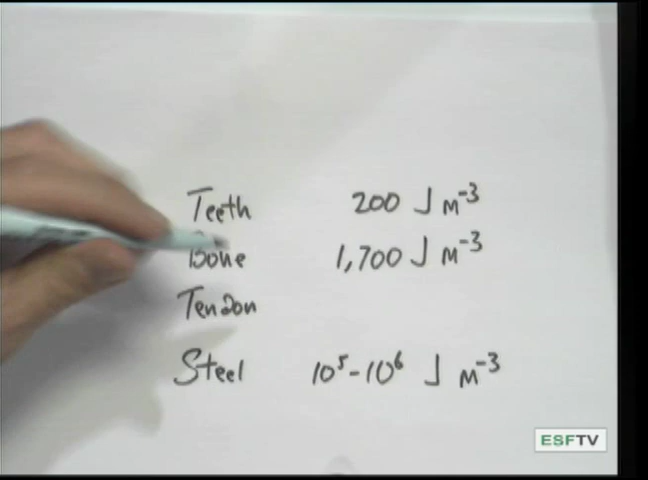 Teeth 200 J m⁻³
Bone 1,700 J m⁻³
Tendon
Steel 10⁵-10⁶ J m⁻³
ESFTV